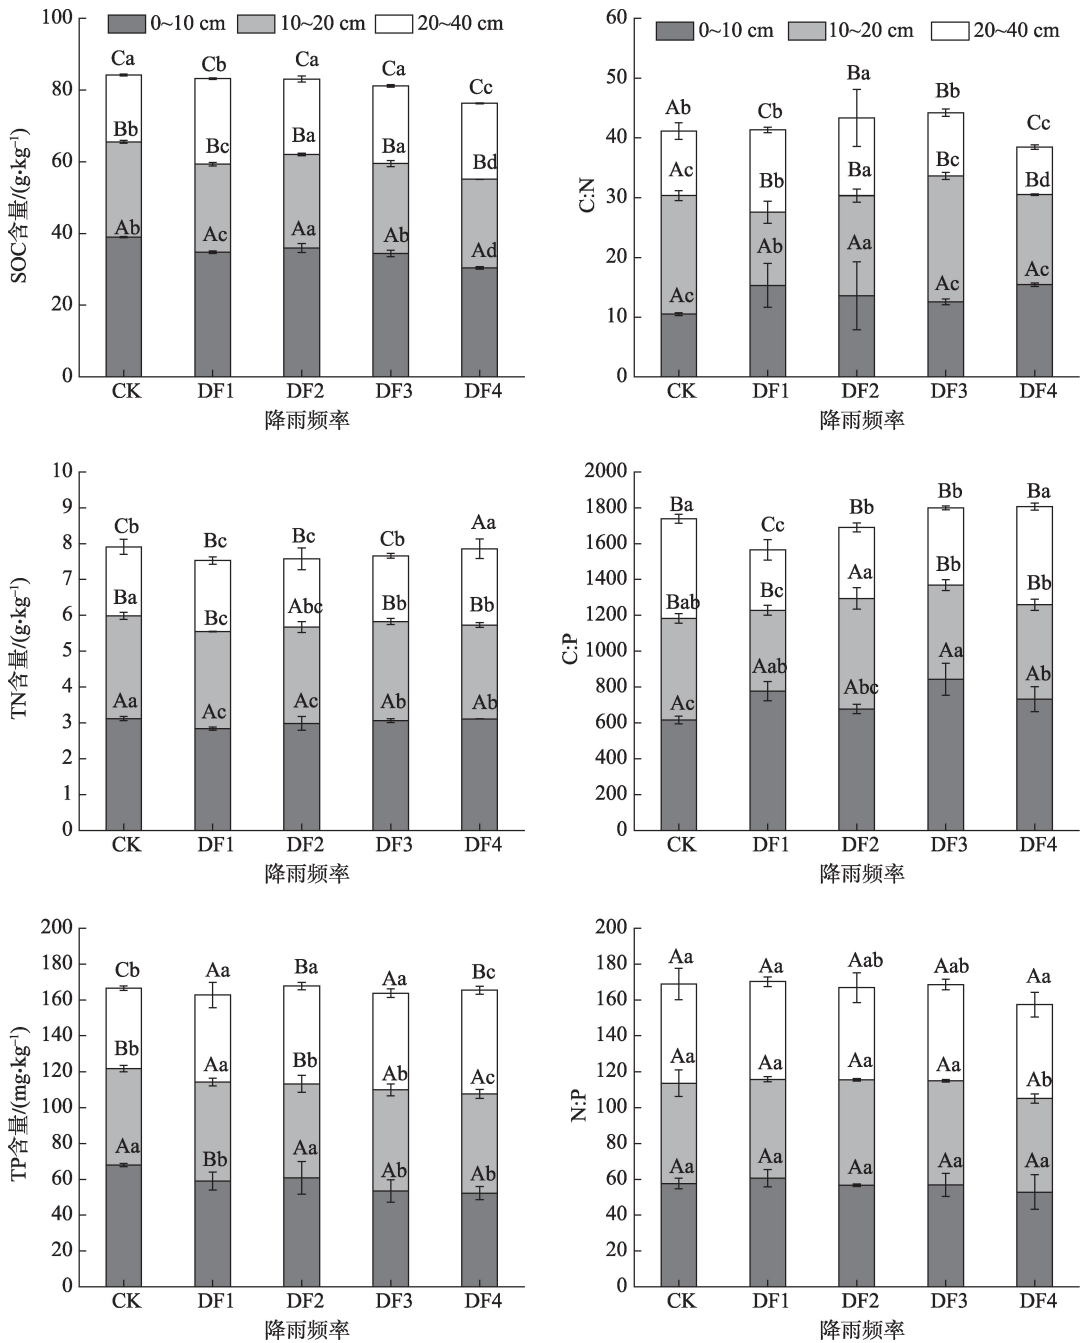 0~10 cm 10~20 cm 20~40 cm
SOC含量/(g·kg⁻¹)
100
80
60
40
20
0
Ca Cb Ca Ca Cc
Bb Bc Ba Ba Bd
Ab Ac Aa Ab Ad
CK DF1 DF2 DF3 DF4
降雨频率
0~10 cm 10~20 cm 20~40 cm
C:N
60
50
40
30
20
10
0
Ab Cb Ba Bb Cc
Ac Bb Ba Bc Bd
Ac Ab Aa Ac Ac
CK DF1 DF2 DF3 DF4
降雨频率
TN含量/(g·kg⁻¹)
10
9
8
7
6
5
4
3
2
1
0
Cb Bc Bc Cb Aa
Ba Bc Abc Bb Bb
Aa Ac Ac Ab Ab
CK DF1 DF2 DF3 DF4
降雨频率
C:P
2000
1800
1600
1400
1200
1000
800
600
400
200
0
Ba Cc Bb Bb Ba
Bab Bc Aa Bb Bb
Ac Aab Abc Aa Ab
CK DF1 DF2 DF3 DF4
降雨频率
TP含量/(mg·kg⁻¹)
200
180
160
140
120
100
80
60
40
20
0
Cb Aa Ba Aa Bc
Bb Aa Bb Ab Ac
Aa Bb Aa Ab Ab
CK DF1 DF2 DF3 DF4
降雨频率
N:P
200
180
160
140
120
100
80
60
40
20
0
Aa Aa Aab Aab Aa
Aa Aa Aa Aa Ab
Aa Aa Aa Aa Aa
CK DF1 DF2 DF3 DF4
降雨频率